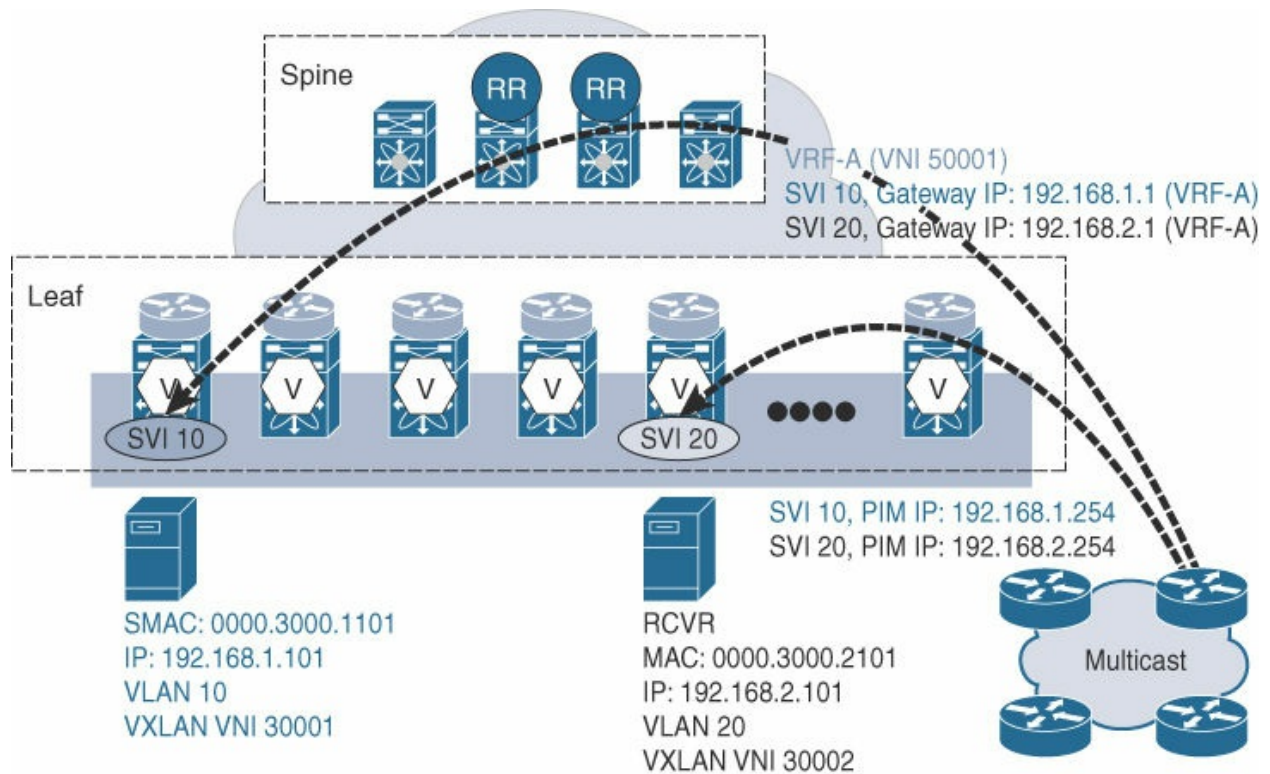 Spine
RR
RR
VRF-A (VNI 50001)
SVI 10, Gateway IP: 192.168.1.1 (VRF-A)
SVI 20, Gateway IP: 192.168.2.1 (VRF-A)
Leaf
V
V
V
V
V
V
SVI 10
SVI 20
SVI 10, PIM IP: 192.168.1.254
SVI 20, PIM IP: 192.168.2.254
SMAC: 0000.3000.1101
IP: 192.168.1.101
VLAN 10
VXLAN VNI 30001
RCVR
MAC: 0000.3000.2101
IP: 192.168.2.101
VLAN 20
VXLAN VNI 30002
Multicast